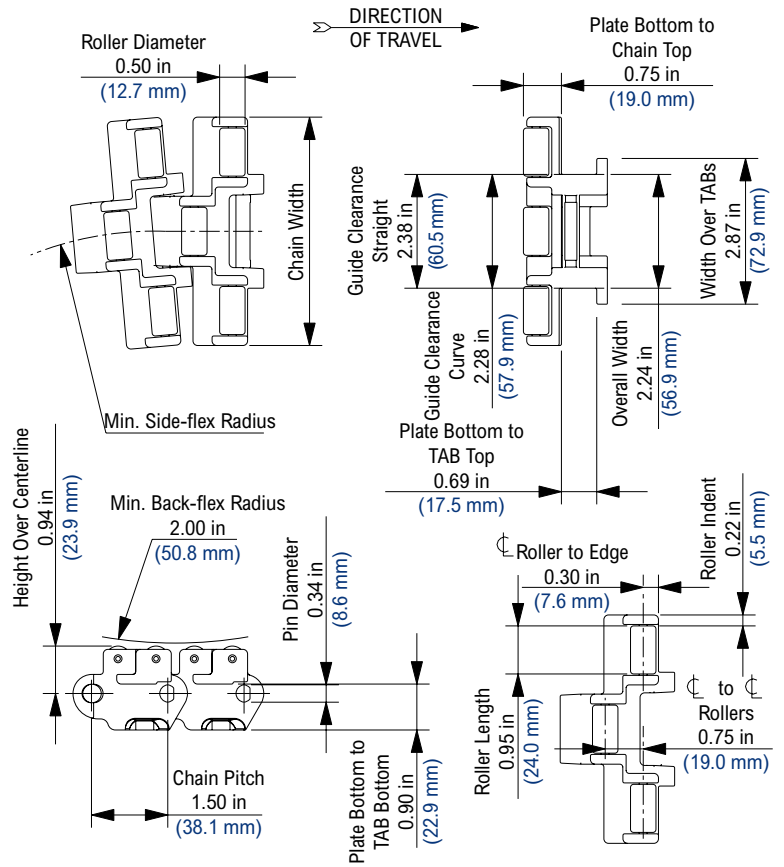 DIRECTION
OF TRAVEL
Roller Diameter
0.50 in
(12.7 mm)
Chain Width
Min. Side-flex Radius
Plate Bottom to
Chain Top
0.75 in
(19.0 mm)
Guide Clearance
Straight
2.38 in
(60.5 mm)
Guide Clearance
Curve
2.28 in
(57.9 mm)
Width Over TABs
2.87 in
(72.9 mm)
Overall Width
2.24 in
(56.9 mm)
Plate Bottom to
TAB Top
0.69 in
(17.5 mm)
Height Over Centerline
0.94 in
(23.9 mm)
Min. Back-flex Radius
2.00 in
(50.8 mm)
Pin Diameter
0.34 in
(8.6 mm)
Chain Pitch
1.50 in
(38.1 mm)
Plate Bottom to
TAB Bottom
0.90 in
(22.9 mm)
℄ Roller to Edge
0.30 in
(7.6 mm)
Roller Indent
0.22 in
(5.5 mm)
Roller Length
0.95 in
(24.0 mm)
℄ to ℄
Rollers
0.75 in
(19.0 mm)